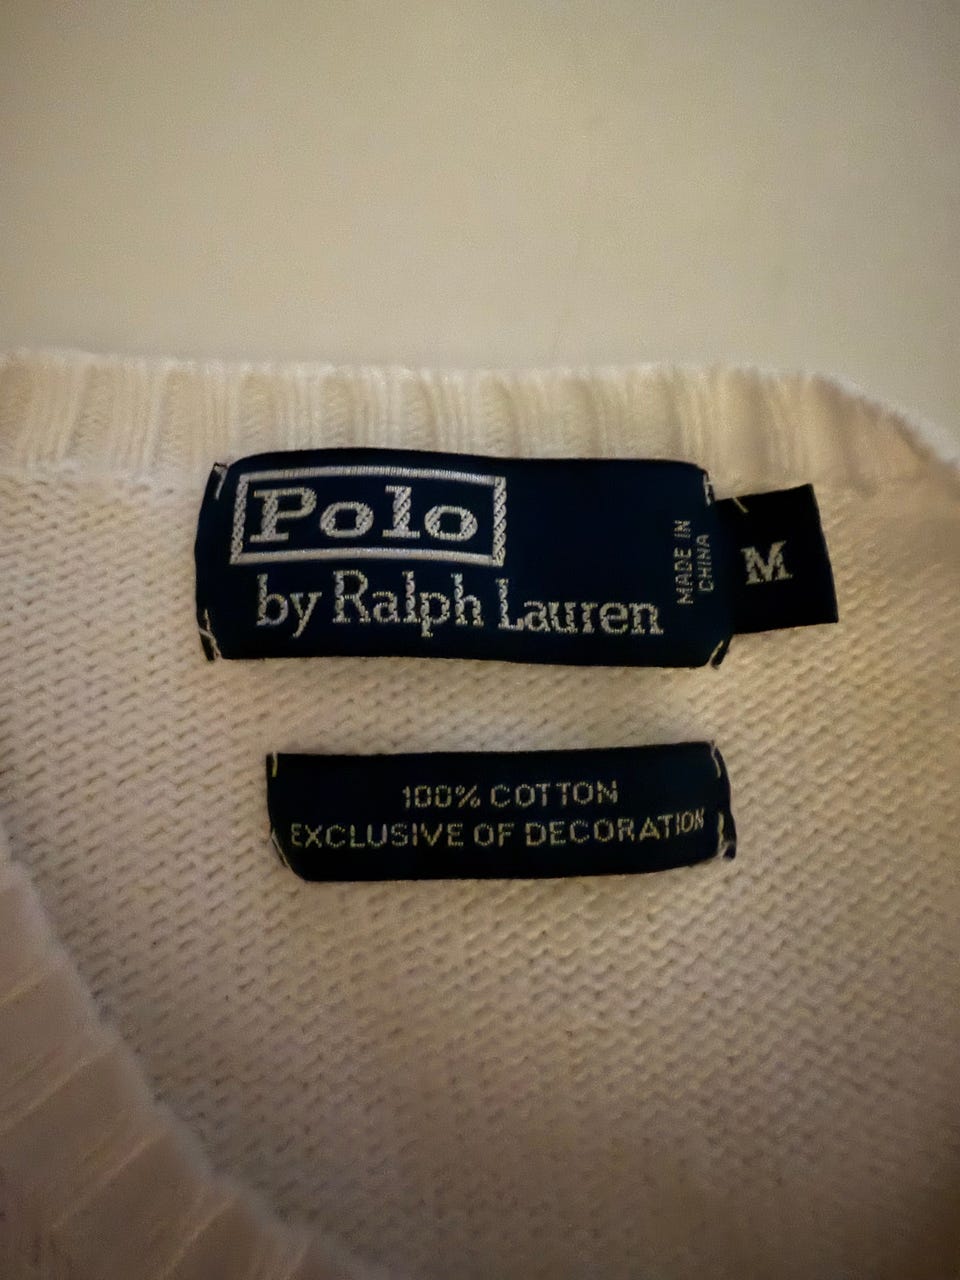 Polo
by Ralph Lauren
MADE IN
CHINA
M
100% COTTON
EXCLUSIVE OF DECORATION